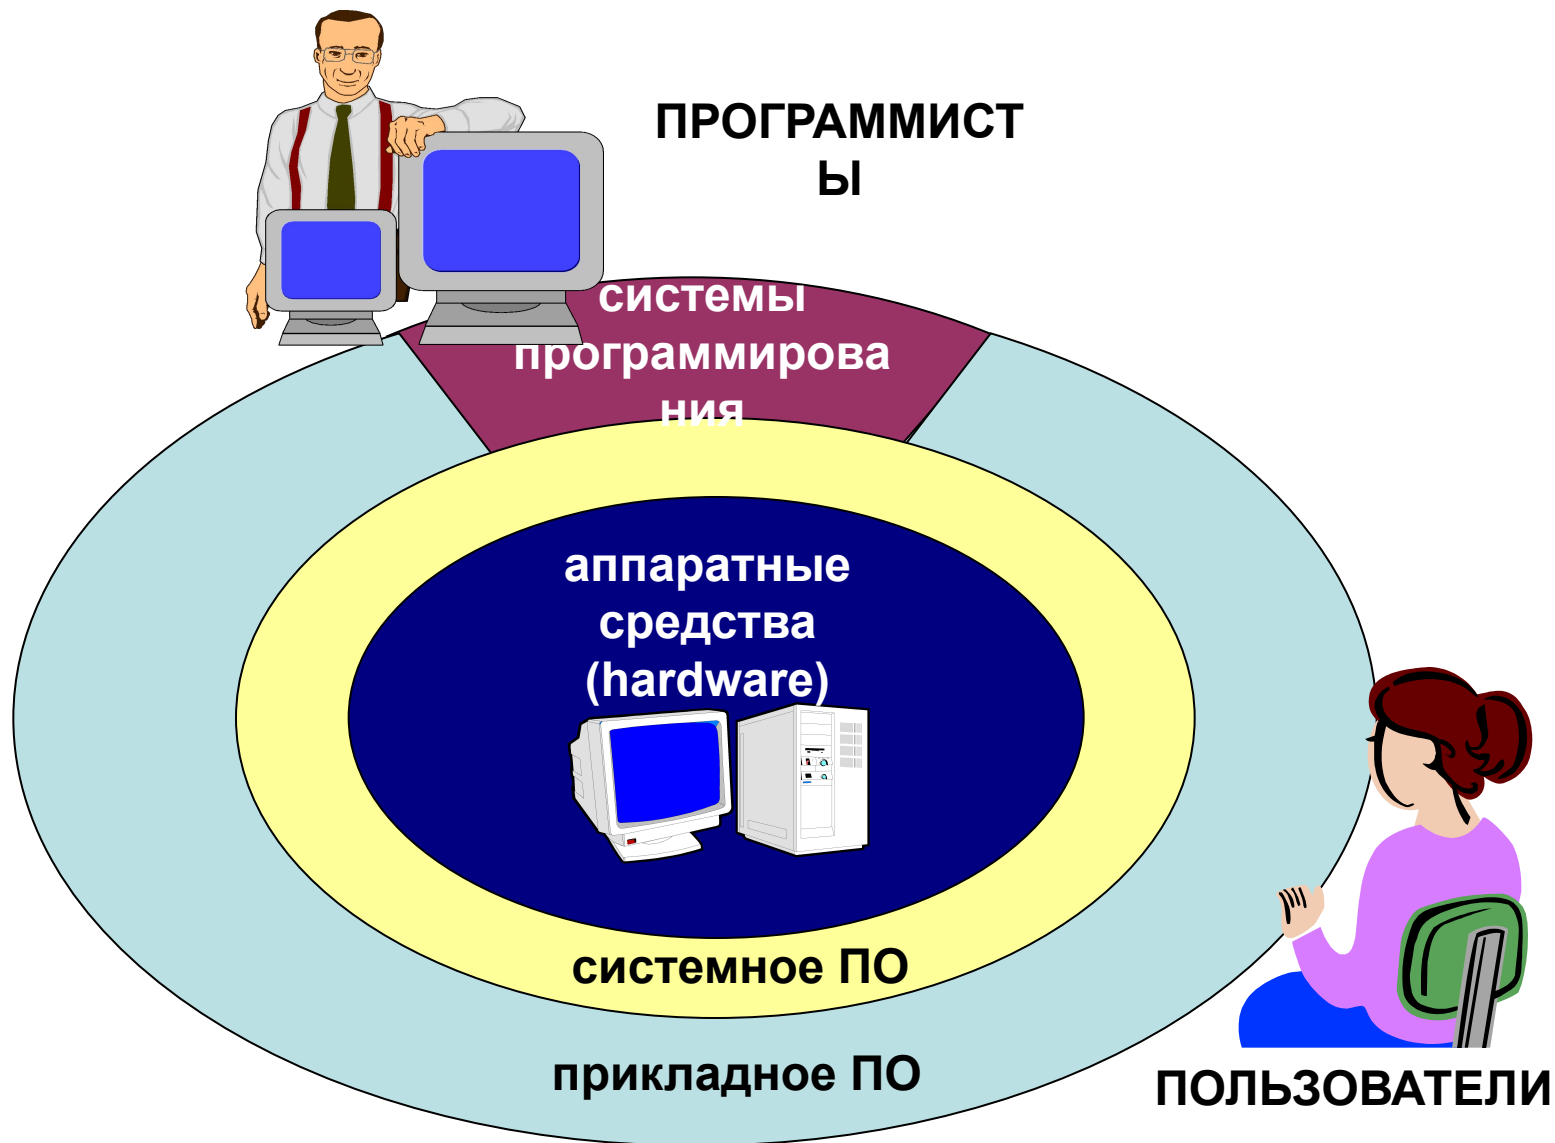 ПРОГРАММИСТ
Ы
системы
программирова
ния
аппаратные
средства
(hardware)
системное ПО
прикладное ПО
ПОЛЬЗОВАТЕЛИ